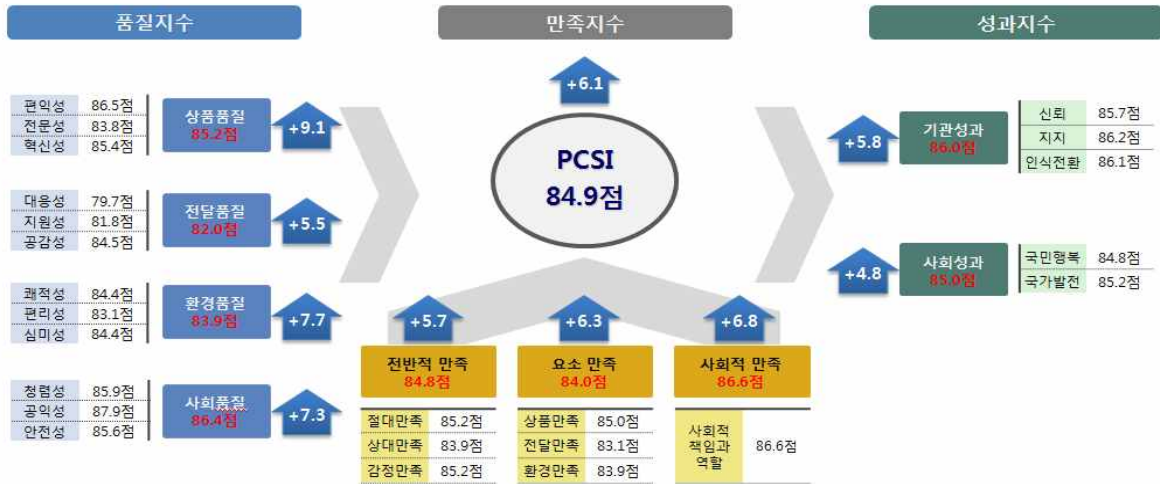 품질지수
만족지수
성과지수
편익성 86.5점
전문성 83.8점
혁신성 85.4점
상품품질
85.2점
+9.1
대응성 79.7점
지원성 81.8점
공감성 84.5점
전달품질
82.0점
+5.5
쾌적성 84.4점
편리성 83.1점
심미성 84.4점
환경품질
83.9점
+7.7
청렴성 85.9점
공익성 87.9점
안전성 85.6점
사회품질
86.4점
+7.3
+6.1
PCSI
84.9점
+5.7
전반적 만족
84.8점
절대만족 85.2점
상대만족 83.9점
감정만족 85.2점
+6.3
요소 만족
84.0점
상품만족 85.0점
전달만족 83.1점
환경만족 83.9점
+6.8
사회적 만족
86.6점
사회적
책임과
역할
86.6점
+5.8
기관성과
86.0점
신뢰 85.7점
지지 86.2점
인식전환 86.1점
+4.8
사회성과
85.0점
국민행복 84.8점
국가발전 85.2점